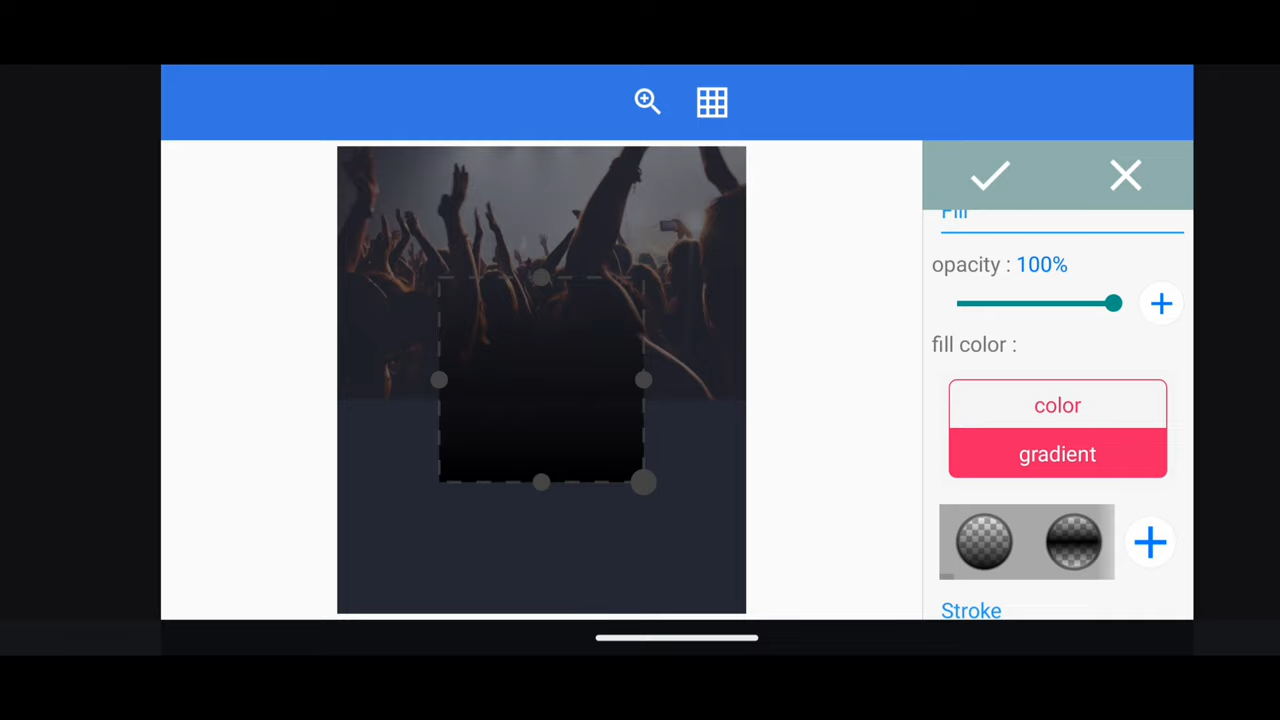 Fill
opacity : 100%
fill color :
color
gradient
Stroke